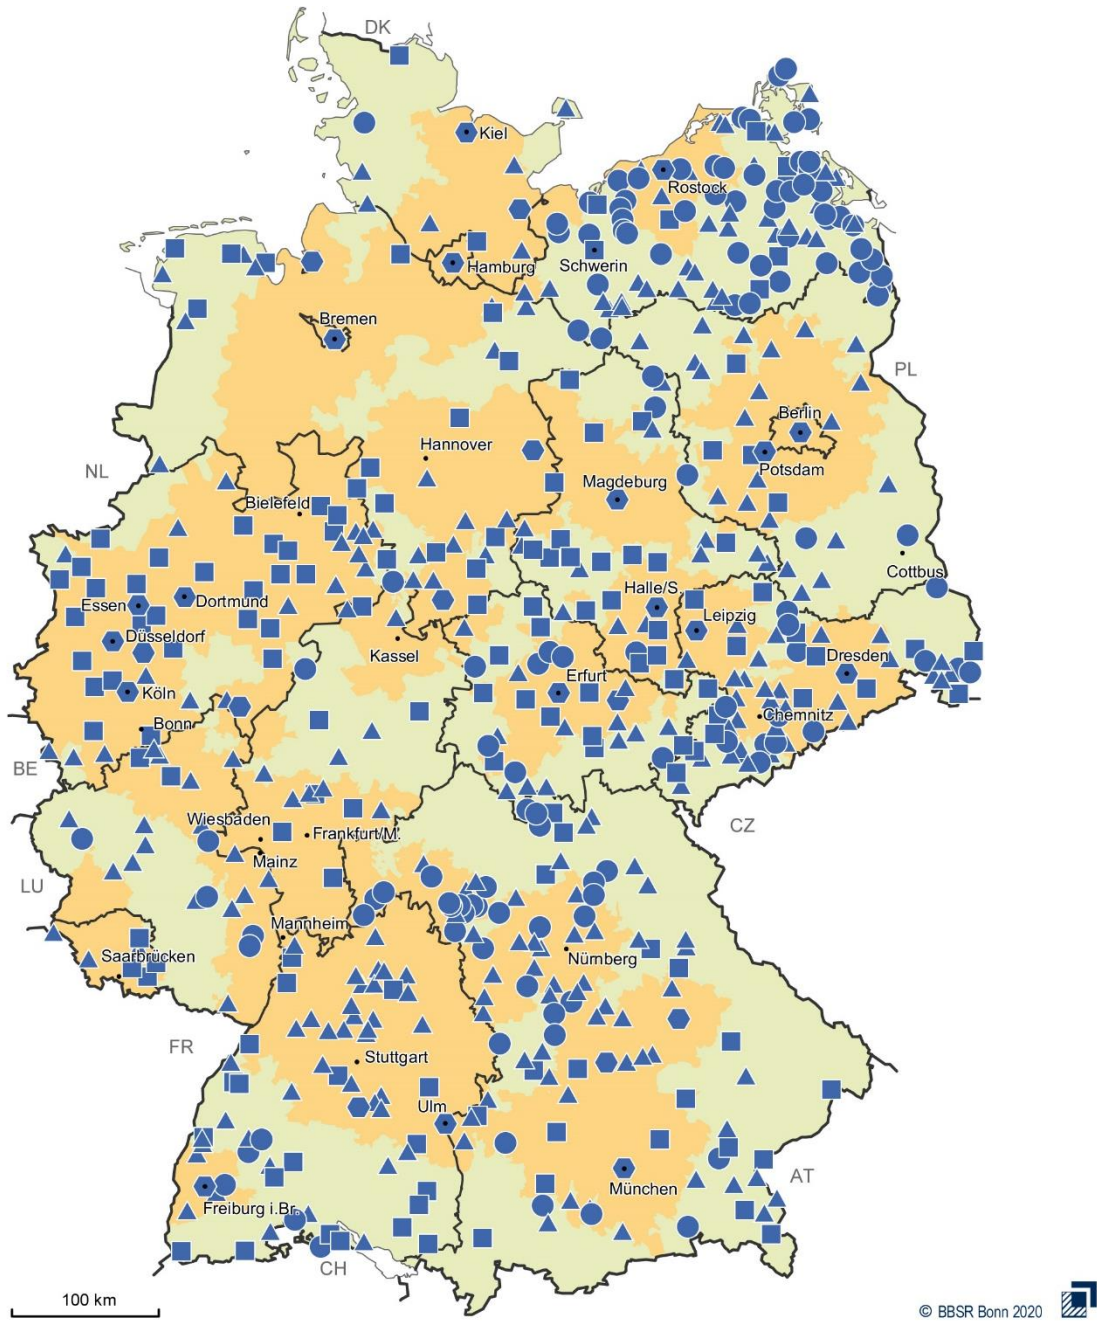 DK
Kiel
Rostock
Schwerin
Hamburg
Bremen
PL
Berlin
Hannover
NL
Potsdam
Magdeburg
Bielefeld
Cottbus
Halle/S.
Essen
Dortmund
Leipzig
Düsseldorf
Kassel
Dresden
Erfurt
Köln
Chemnitz
Bonn
BE
Wiesbaden
CZ
Frankfurt/M.
Mainz
LU
Mannheim
Saarbrücken
Nürnberg
FR
Stuttgart
Ulm
AT
München
Freiburg i.Br.
CH
100 km
© BBSR Bonn 2020